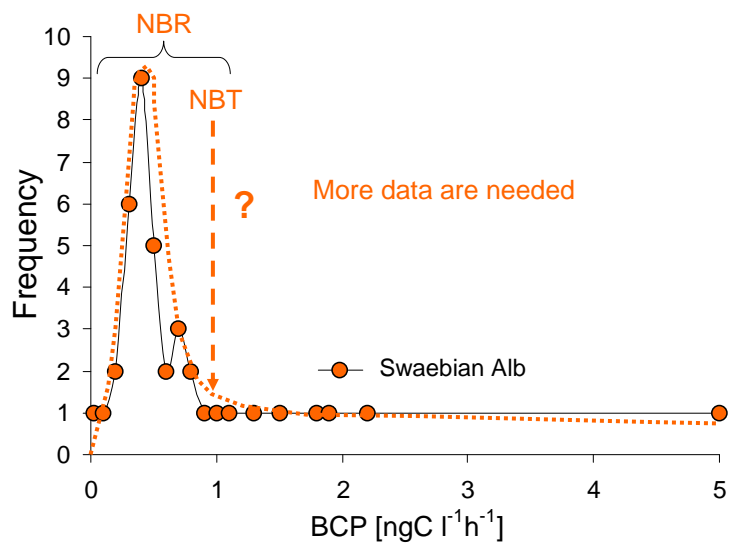 NBR
NBT
?
More data are needed
Swaebian Alb
Frequency
10
9
8
7
6
5
4
3
2
1
0
0 1 2 3 4 5
BCP [ngC l⁻¹h⁻¹]